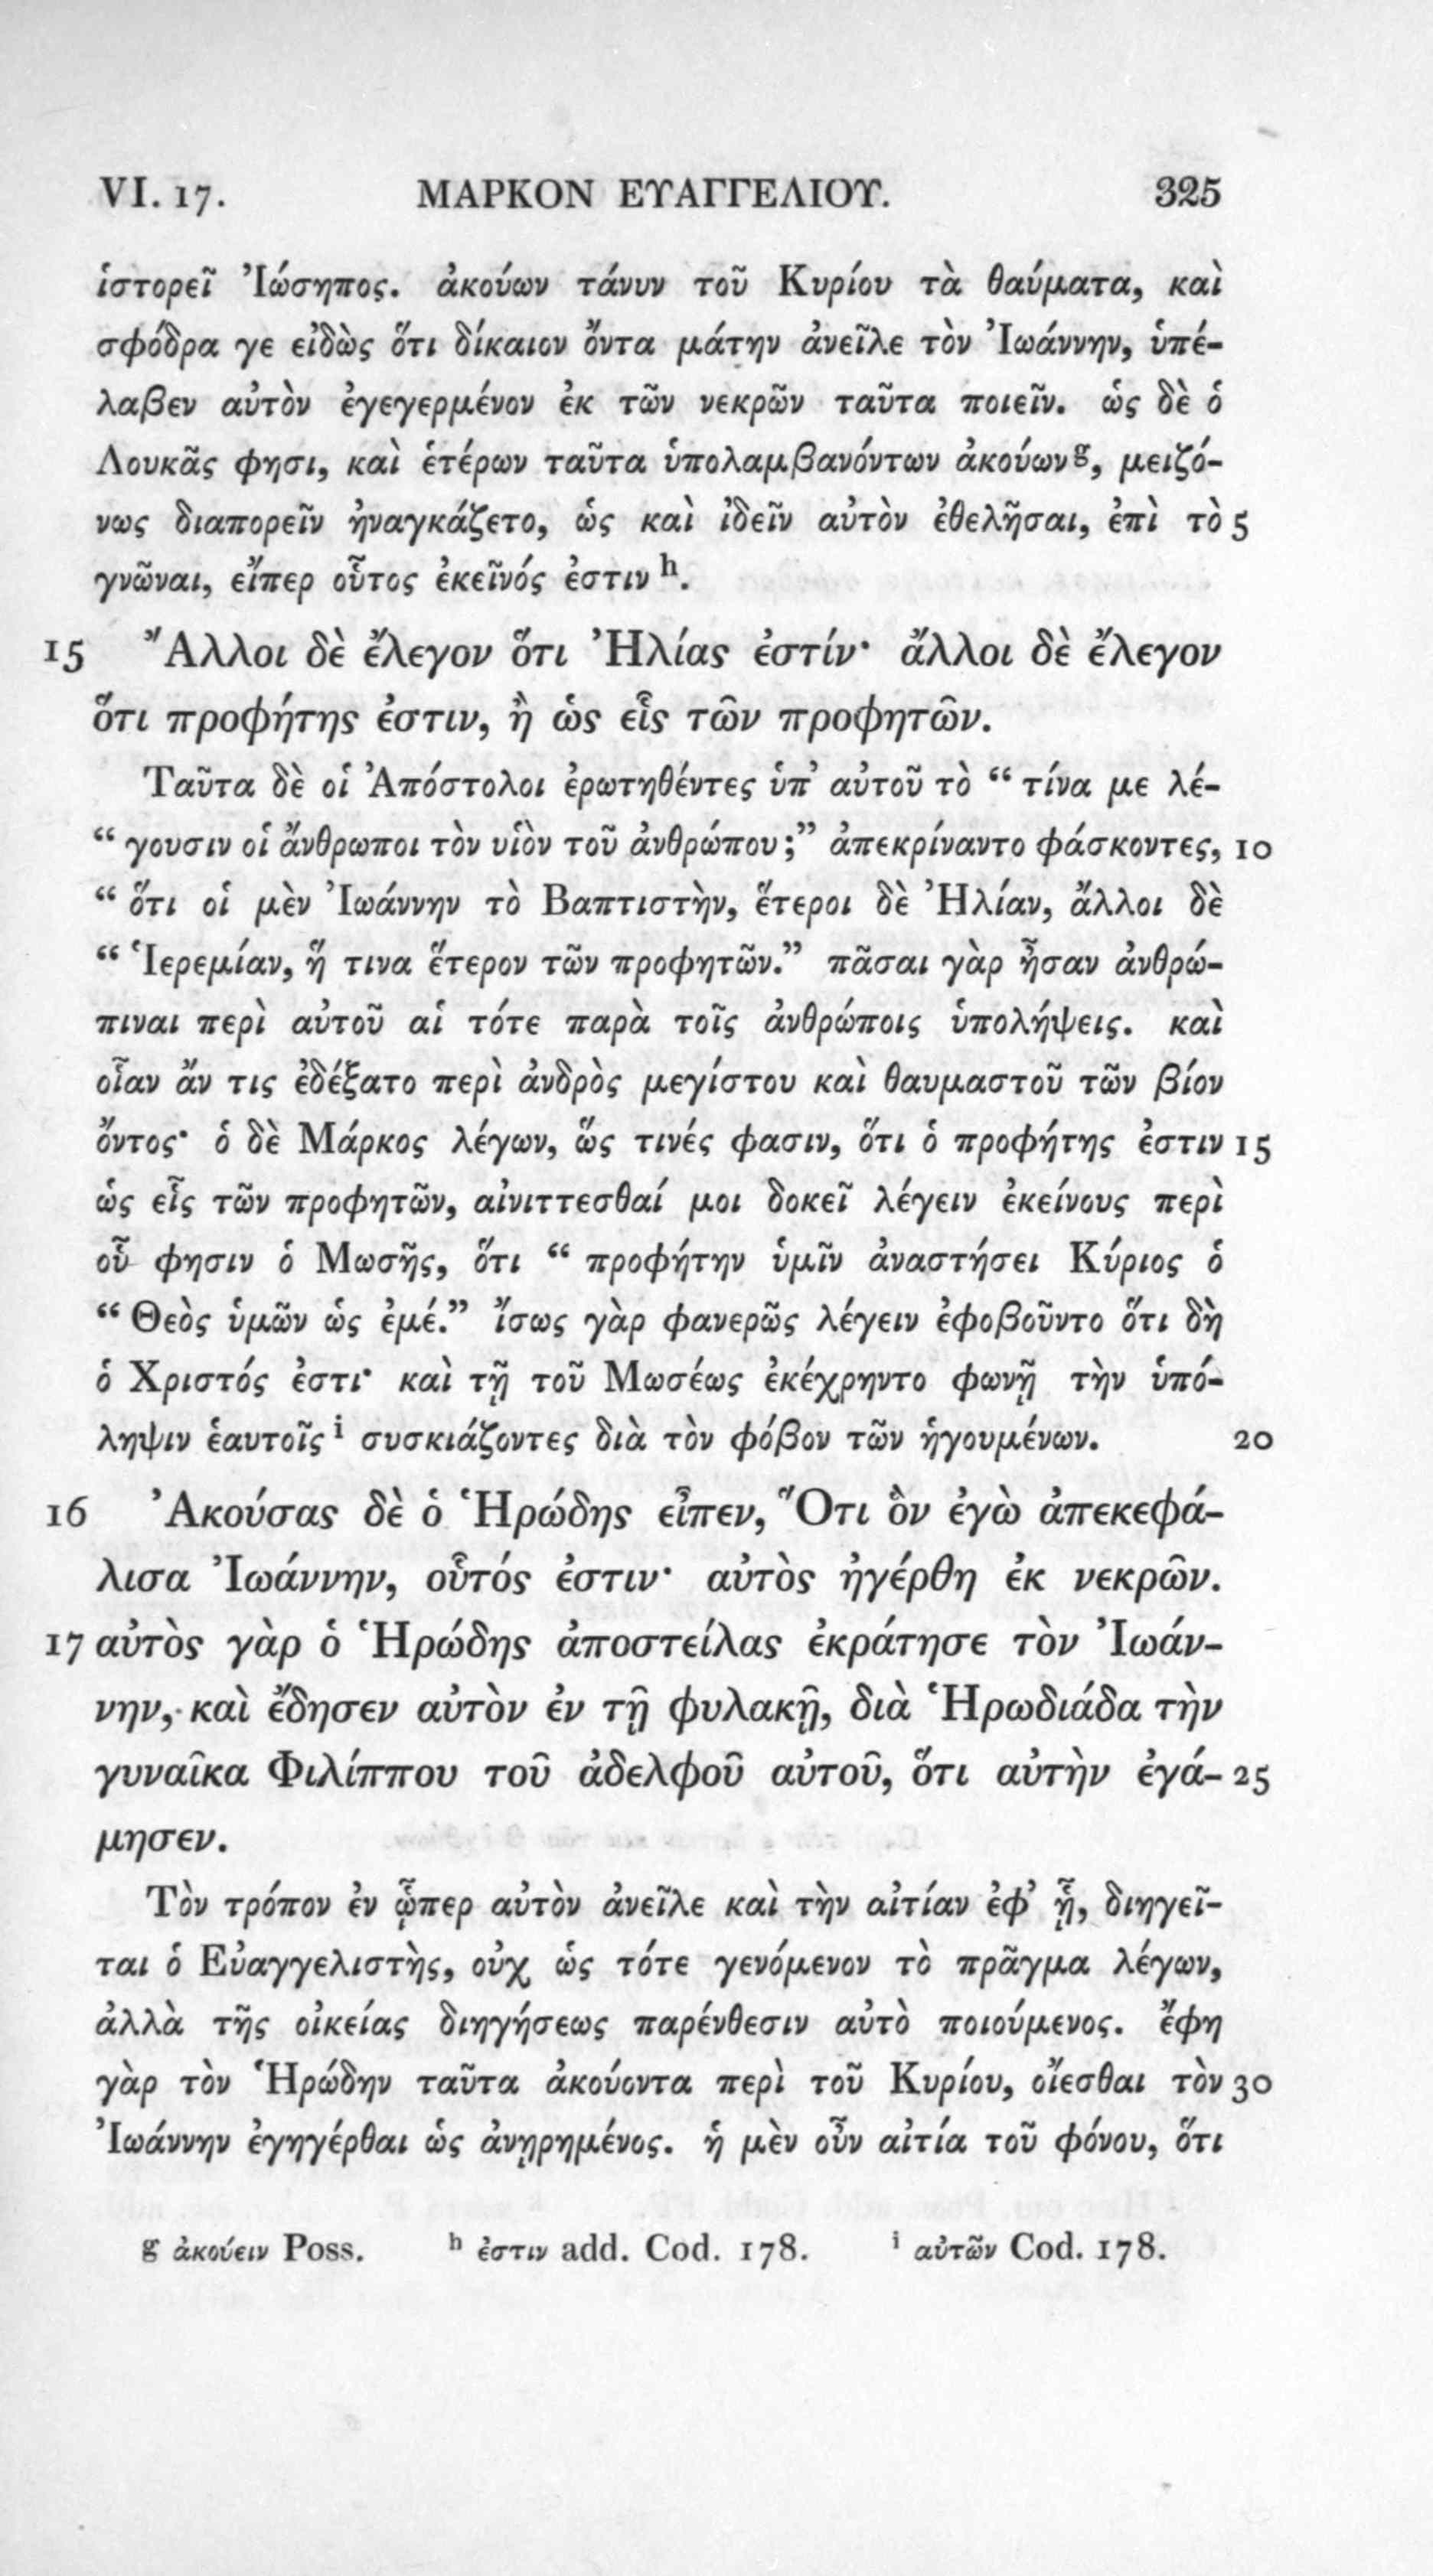 VI. 17. ΜΑΡΚΟΝ ΕΥΑΓΓΕΛΙΟΥ. 325
ἱστορεῖ Ἰώσηπος. ἀκούων τάνυν τοῦ Κυρίου τὰ θαύματα, καὶ
σφόδρα γε εἰδὼς ὅτι δίκαιον ὄντα μάτην ἀνεῖλε τὸν Ἰωάννην, ὑπέ-
λαβεν αὐτὸν ἐγεγερμένον ἐκ τῶν νεκρῶν ταῦτα ποιεῖν. ὡς δὲ ὁ
Λουκᾶς φησι, καὶ ἑτέρων ταῦτα ὑπολαμβανόντων ἀκούων g, μειζό-
νως διαπορεῖν ἠναγκάζετο, ὡς καὶ ἰδεῖν αὐτὸν ἐθελῆσαι, ἐπὶ τὸ 5
γνῶναι, εἴπερ οὗτος ἐκεῖνός ἐστιν h.
15 Ἄλλοι δὲ ἔλεγον ὅτι Ἠλίας ἐστίν· ἄλλοι δὲ ἔλεγον
ὅτι προφήτης ἐστιν, ἢ ὡς εἷς τῶν προφητῶν.
Ταῦτα δὲ οἱ Ἀπόστολοι ἐρωτηθέντες ὑπ’ αὐτοῦ τὸ “ τίνα με λέ-
“ γουσιν οἱ ἄνθρωποι τὸν υἱὸν τοῦ ἀνθρώπου;” ἀπεκρίναντο φάσκοντες, 10
“ ὅτι οἱ μὲν Ἰωάννην τὸ Βαπτιστὴν, ἕτεροι δὲ Ἠλίαν, ἄλλοι δὲ
“ Ἱερεμίαν, ἤ τινα ἕτερον τῶν προφητῶν.” πᾶσαι γὰρ ἦσαν ἀνθρώ-
πιναι περὶ αὐτοῦ αἱ τότε παρὰ τοῖς ἀνθρώποις ὑπολήψεις. καὶ
οἷαν ἄν τις ἐδέξατο περὶ ἀνδρὸς μεγίστου καὶ θαυμαστοῦ τῶν βίον
ὄντος· ὁ δὲ Μάρκος λέγων, ὥς τινές φασιν, ὅτι ὁ προφήτης ἐστιν 15
ὡς εἷς τῶν προφητῶν, αἰνιττεσθαί μοι δοκεῖ λέγειν ἐκείνους περὶ
οὗ φησιν ὁ Μωσῆς, ὅτι “ προφήτην ὑμῖν ἀναστήσει Κύριος ὁ
“ Θεὸς ὑμῶν ὡς ἐμέ.” ἴσως γὰρ φανερῶς λέγειν ἐφοβοῦντο ὅτι δὴ
ὁ Χριστός ἐστι· καὶ τῇ τοῦ Μωσέως ἐκέχρηντο φωνῇ τὴν ὑπό-
ληψιν ἑαυτοῖς i συσκιάζοντες διὰ τὸν φόβον τῶν ἡγουμένων. 20
16 Ἀκούσας δὲ ὁ Ἡρώδης εἶπεν, Ὅτι ὃν ἐγὼ ἀπεκεφά-
λισα Ἰωάννην, οὗτός ἐστιν· αὐτὸς ἠγέρθη ἐκ νεκρῶν.
17 αὐτὸς γὰρ ὁ Ἡρώδης ἀποστείλας ἐκράτησε τὸν Ἰωάν-
νην, καὶ ἔδησεν αὐτὸν ἐν τῇ φυλακῇ, διὰ Ἡρωδιάδα τὴν
γυναῖκα Φιλίππου τοῦ ἀδελφοῦ αὐτοῦ, ὅτι αὐτὴν ἐγά- 25
μησεν.
Τὸν τρόπον ἐν ᾧπερ αὐτὸν ἀνεῖλε καὶ τὴν αἰτίαν ἐφ’ ᾗ, διηγεῖ-
ται ὁ Εὐαγγελιστὴς, οὐχ ὡς τότε γενόμενον τὸ πρᾶγμα λέγων,
ἀλλὰ τῆς οἰκείας διηγήσεως παρένθεσιν αὐτὸ ποιούμενος. ἔφη
γὰρ τὸν Ἡρώδην ταῦτα ἀκούοντα περὶ τοῦ Κυρίου, οἴεσθαι τὸν 30
Ἰωάννην ἐγηγέρθαι ὡς ἀνῃρημένος. ἡ μὲν οὖν αἰτία τοῦ φόνου, ὅτι
g ἀκούειν Poss. h ἐστιν add. Cod. 178. i αὐτῶν Cod. 178.